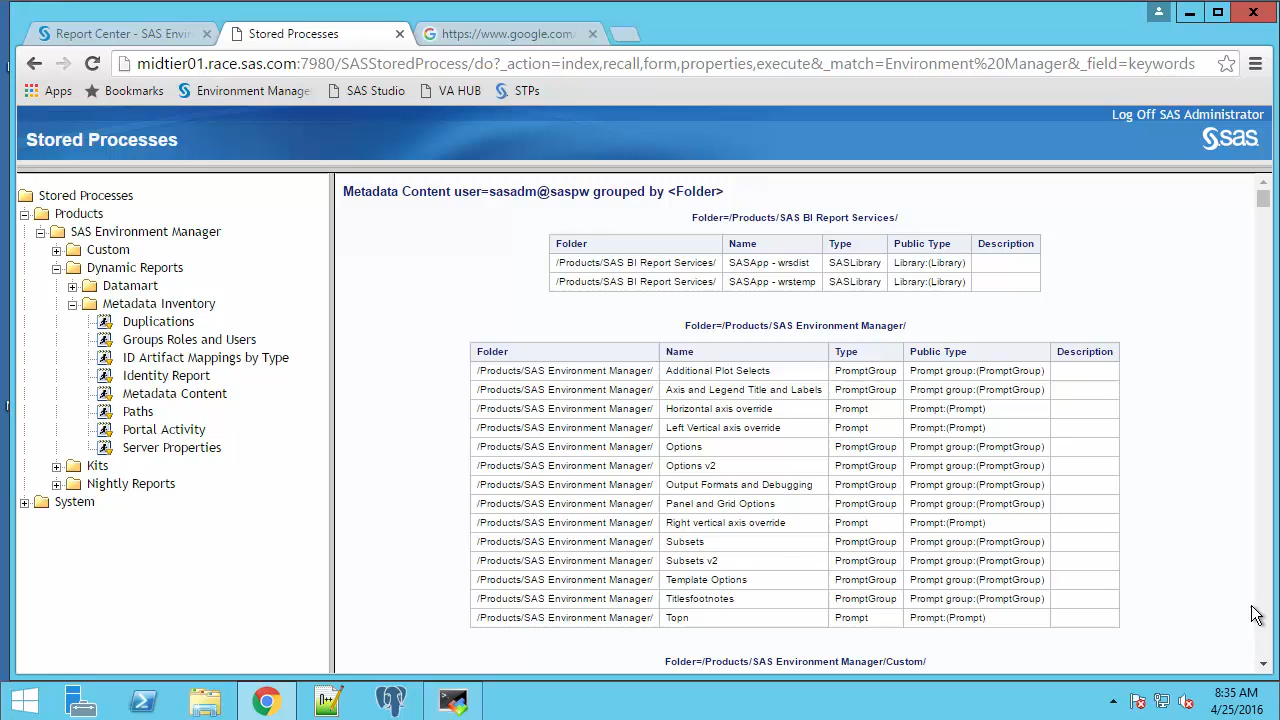 Report Center - SAS Envir
Stored Processes
https://www.google.com
midtier01.race.sas.com:7980/SASStoredProcess/do?_action=index,recall,form,properties,execute&_match=Environment%20Manager&_field=keywords
Apps
Bookmarks
Environment Manage
SAS Studio
VA HUB
STPs
Log Off SAS Administrator
Stored Processes
sas
Stored Processes
Products
SAS Environment Manager
Custom
Dynamic Reports
Datamart
Metadata Inventory
Duplications
Groups Roles and Users
ID Artifact Mappings by Type
Identity Report
Metadata Content
Paths
Portal Activity
Server Properties
Kits
Nightly Reports
System
Metadata Content user=sasadm@saspw grouped by <Folder>
Folder=/Products/SAS BI Report Services/
Folder Name Type Public Type Description
/Products/SAS BI Report Services/ SASApp - wrsdist SASLibrary Library:(Library)
/Products/SAS BI Report Services/ SASApp - wrstemp SASLibrary Library:(Library)
Folder=/Products/SAS Environment Manager/
Folder Name Type Public Type Description
/Products/SAS Environment Manager/ Additional Plot Selects PromptGroup Prompt group:(PromptGroup)
/Products/SAS Environment Manager/ Axis and Legend Title and Labels PromptGroup Prompt group:(PromptGroup)
/Products/SAS Environment Manager/ Horizontal axis override Prompt Prompt:(Prompt)
/Products/SAS Environment Manager/ Left Vertical axis override Prompt Prompt:(Prompt)
/Products/SAS Environment Manager/ Options PromptGroup Prompt group:(PromptGroup)
/Products/SAS Environment Manager/ Options v2 PromptGroup Prompt group:(PromptGroup)
/Products/SAS Environment Manager/ Output Formats and Debugging PromptGroup Prompt group:(PromptGroup)
/Products/SAS Environment Manager/ Panel and Grid Options PromptGroup Prompt group:(PromptGroup)
/Products/SAS Environment Manager/ Right vertical axis override Prompt Prompt:(Prompt)
/Products/SAS Environment Manager/ Subsets PromptGroup Prompt group:(PromptGroup)
/Products/SAS Environment Manager/ Subsets v2 PromptGroup Prompt group:(PromptGroup)
/Products/SAS Environment Manager/ Template Options PromptGroup Prompt group:(PromptGroup)
/Products/SAS Environment Manager/ Titlesfootnotes PromptGroup Prompt group:(PromptGroup)
/Products/SAS Environment Manager/ Topn Prompt Prompt:(Prompt)
Folder=/Products/SAS Environment Manager/Custom/
8:35 AM
4/25/2016